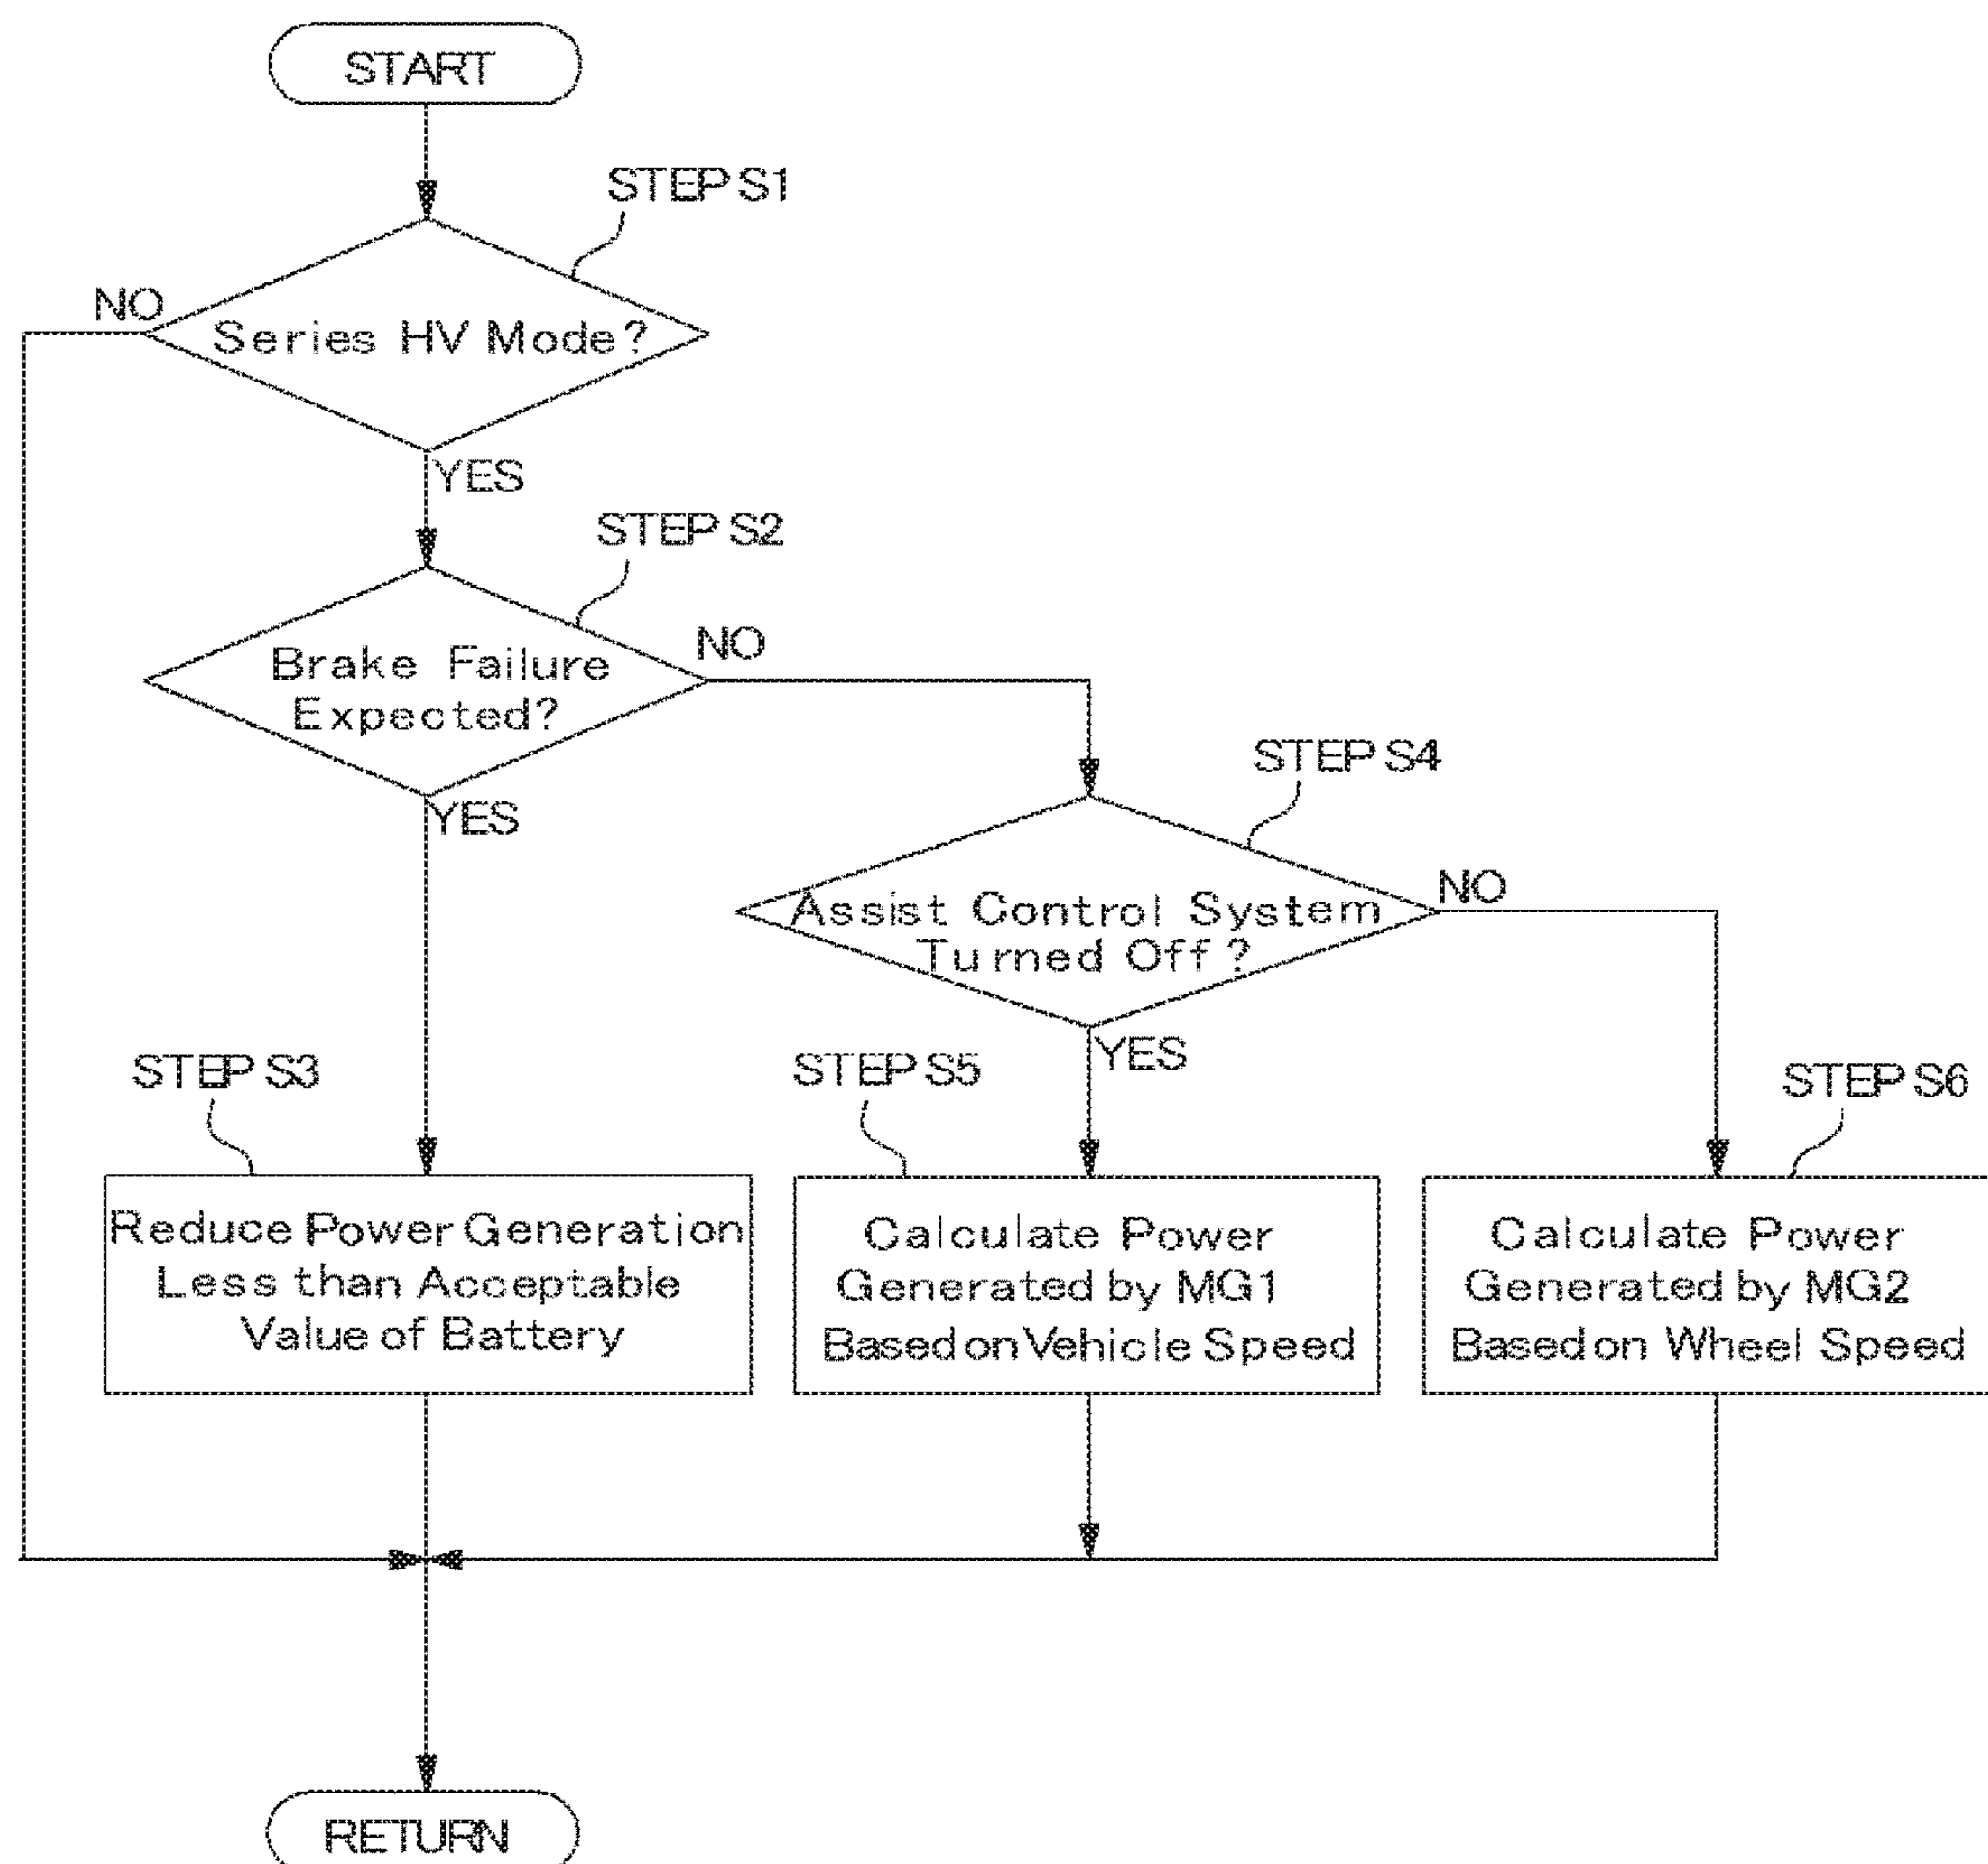 START
STEP S1
NO
Series HV Mode?
YES
STEP S2
NO
Brake Failure
Expected?
YES
STEP S4
NO
Assist Control System
Turned Off?
YES
STEP S3
STEP S5
STEP S6
Reduce Power Generation
Less than Acceptable
Value of Battery
Calculate Power
Generated by MG1
Based on Vehicle Speed
Calculate Power
Generated by MG2
Based on Wheel Speed
RETURN